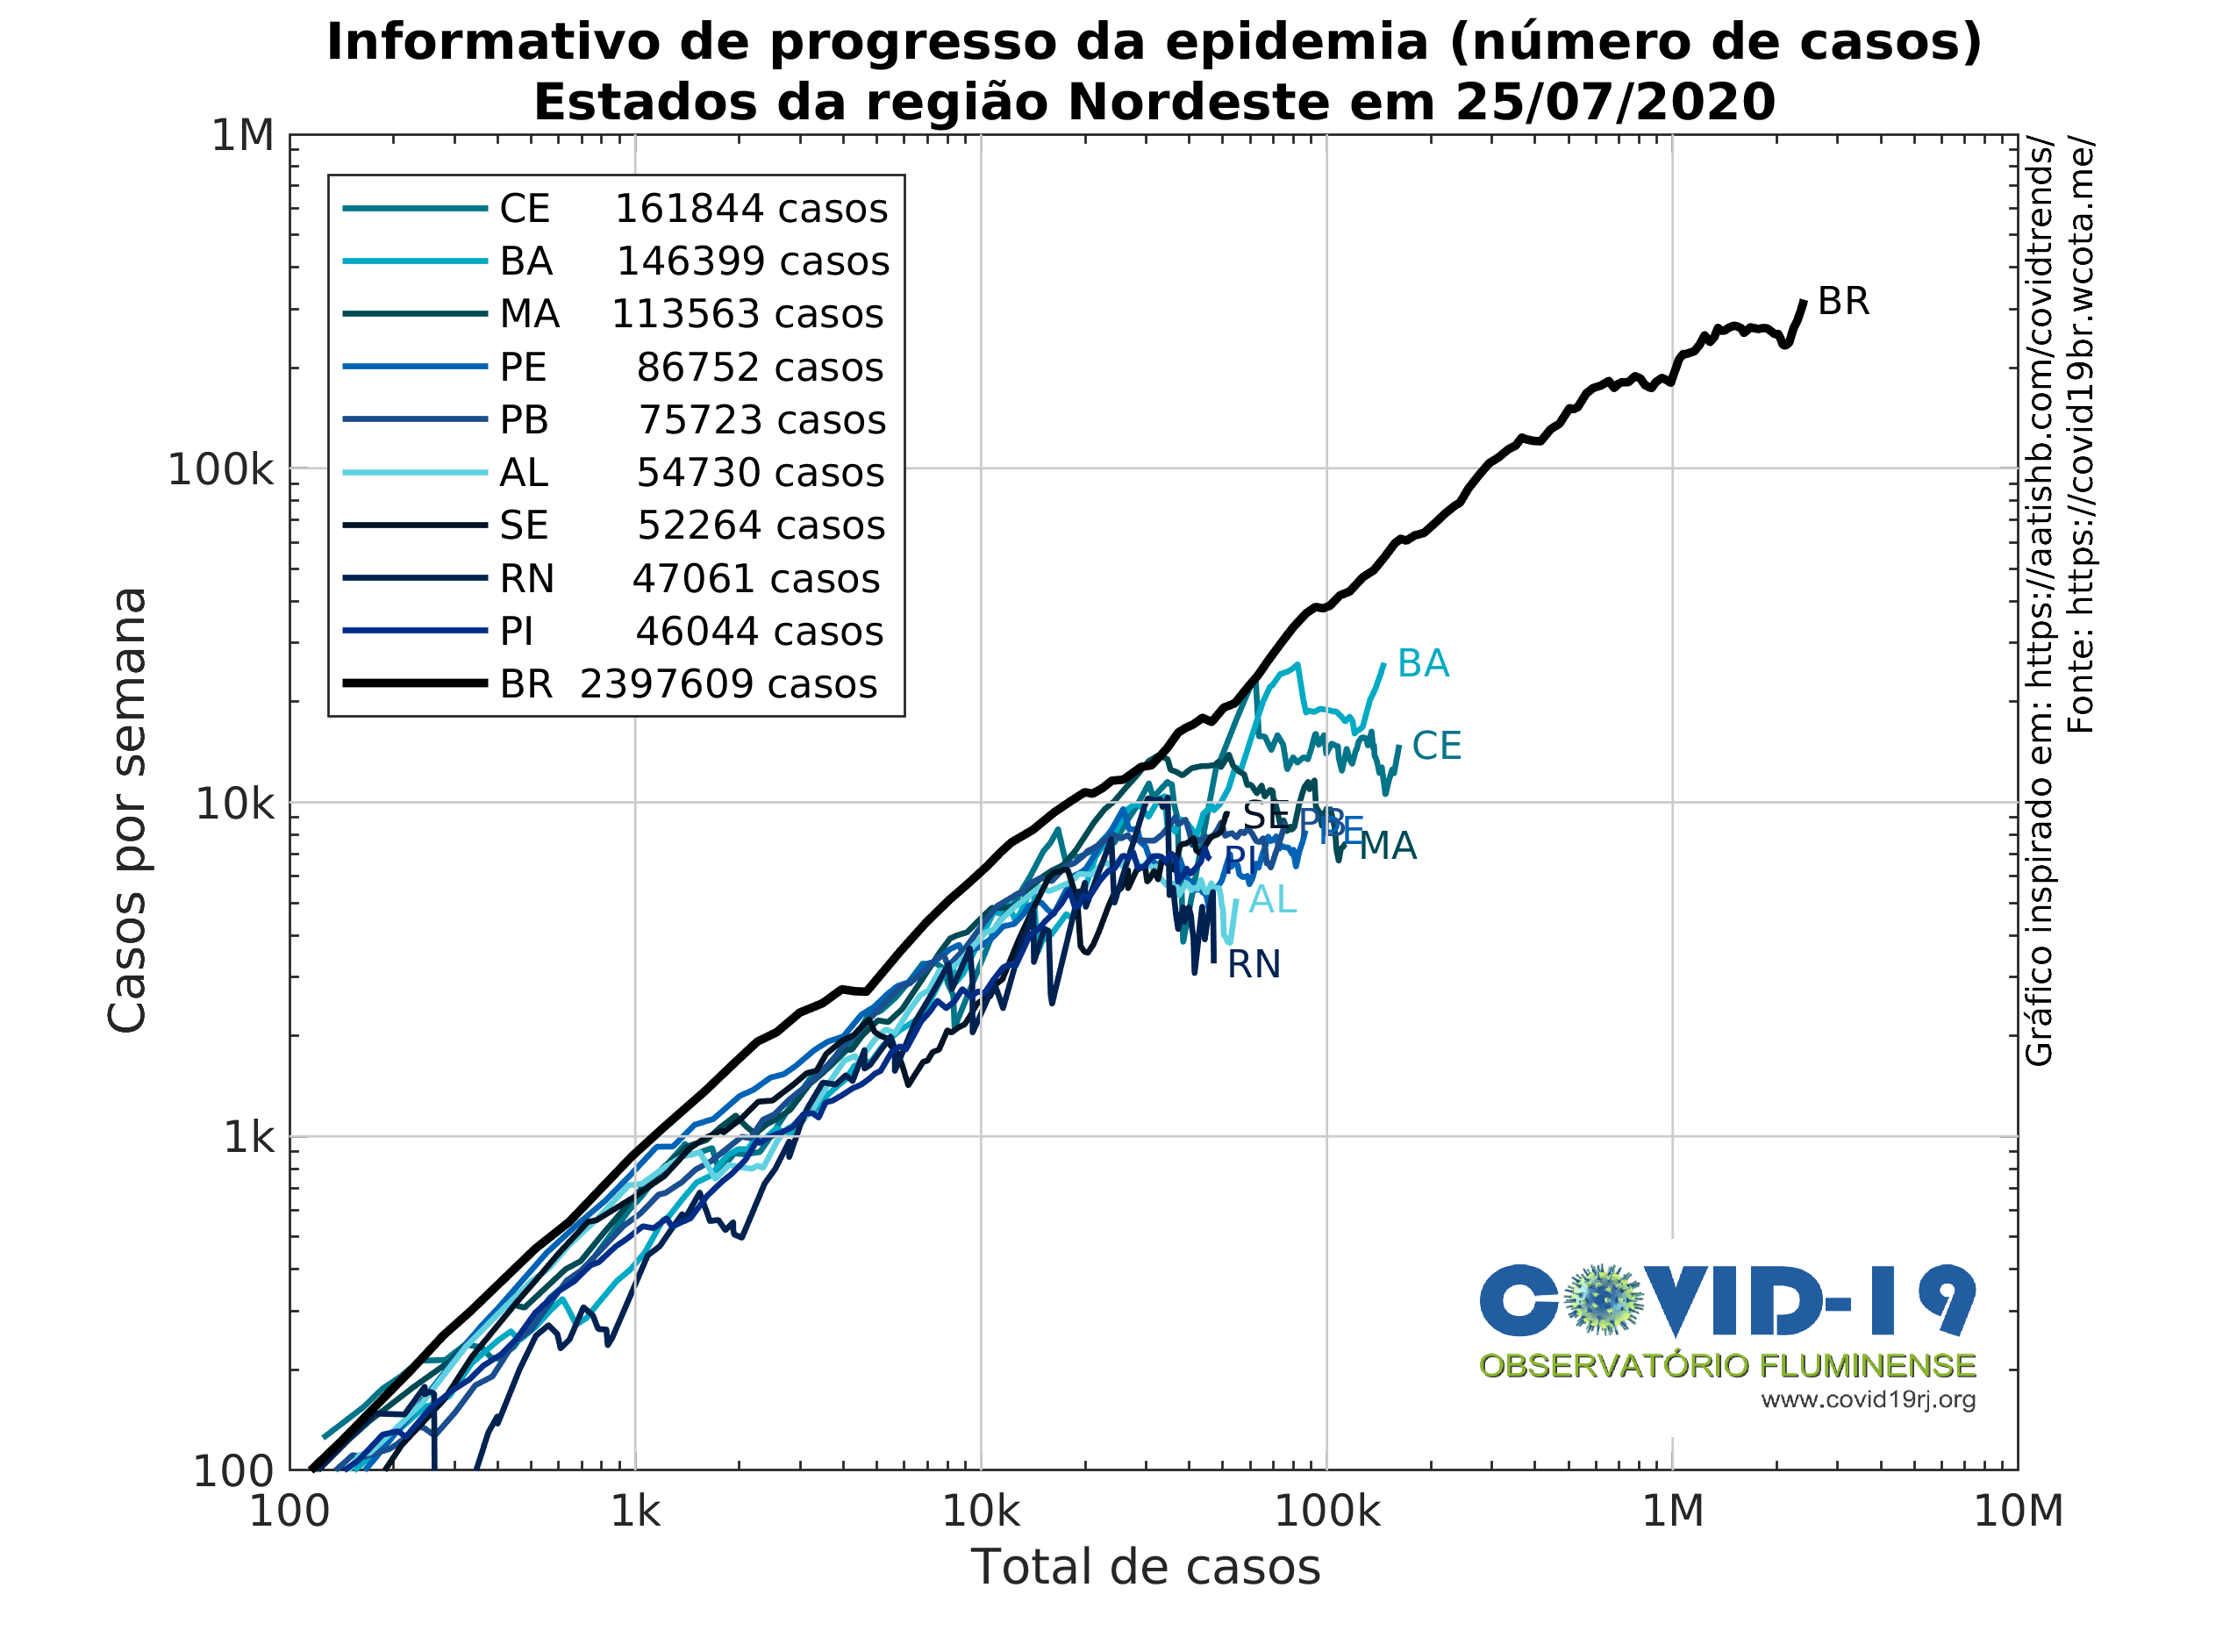 Informativo de progresso da epidemia (número de casos)
Estados da região Nordeste em 25/07/2020
1M
100k
10k
1k
100
Casos por semana
CE 161844 casos
BA 146399 casos
MA 113563 casos
PE 86752 casos
PB 75723 casos
AL 54730 casos
SE 52264 casos
RN 47061 casos
PI 46044 casos
BR 2397609 casos
BR
BA
CE
SE
PB
PE
MA
PI
AL
RN
Gráfico inspirado em: https://aatishb.com/covidtrends/
Fonte: https://covid19br.wcota.me/
COVID-19
OBSERVATÓRIO FLUMINENSE
www.covid19rj.org
100
1k
10k
100k
1M
10M
Total de casos